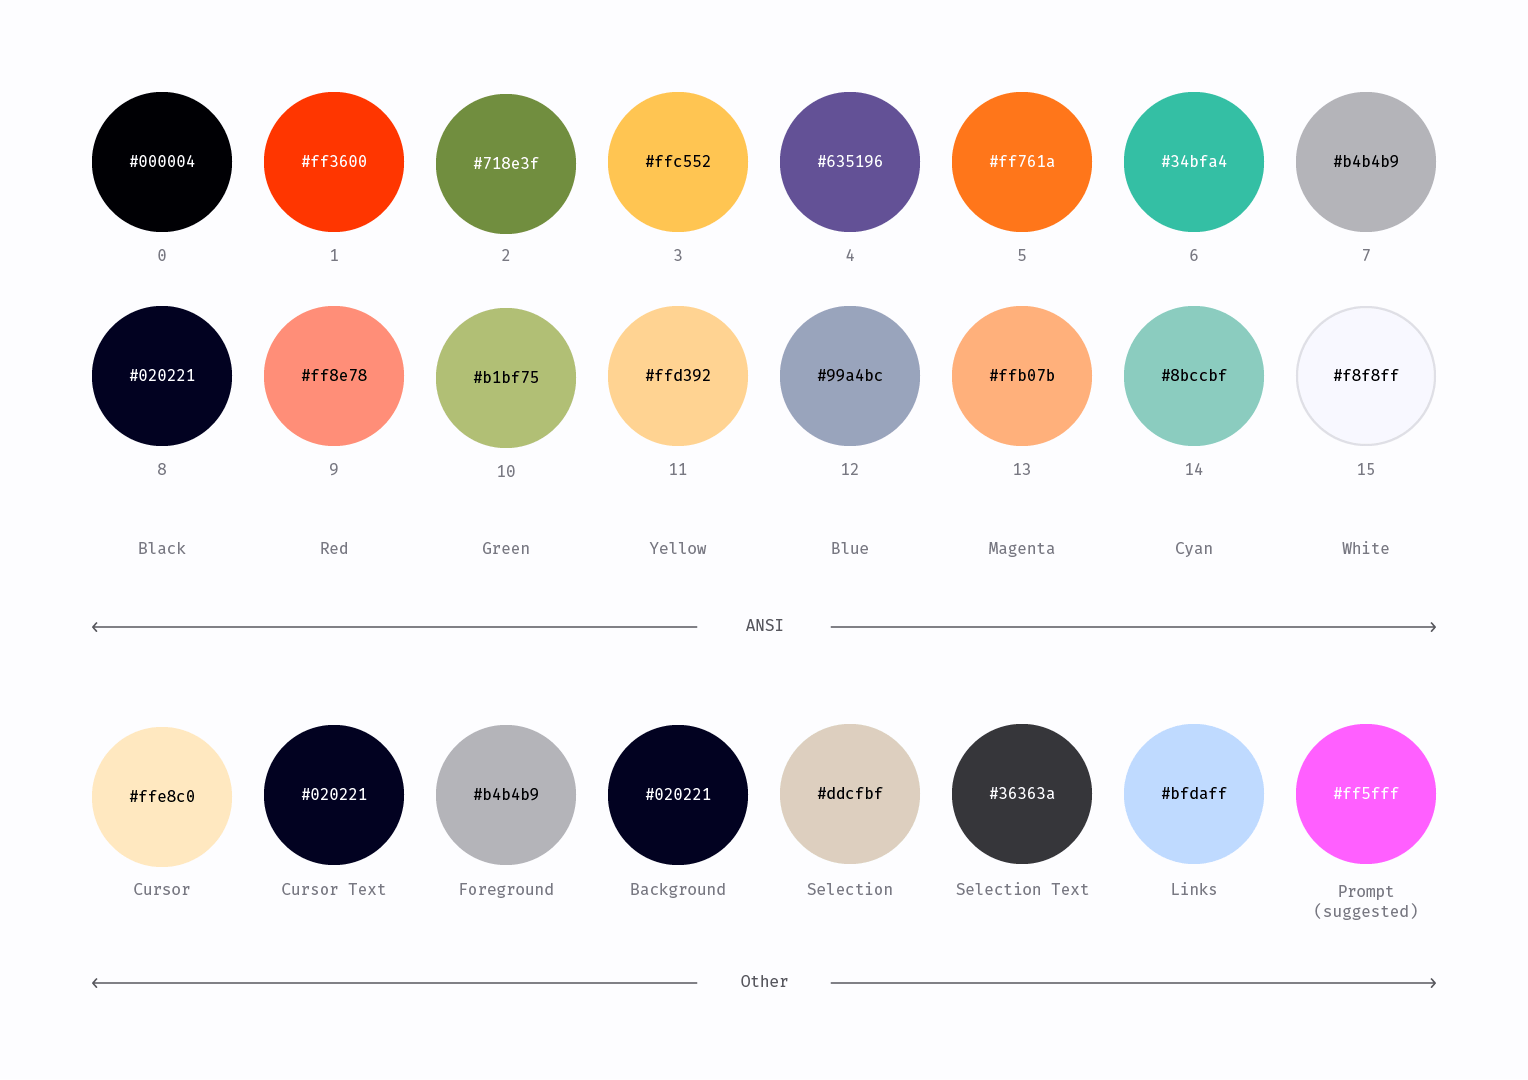 #000004 #ff3600 #718e3f #ffc552 #635196 #ff761a #34bfa4 #b4b4b9
0 1 2 3 4 5 6 7
#020221 #ff8e78 #b1bf75 #ffd392 #99a4bc #ffb07b #8bccbf #f8f8ff
8 9 10 11 12 13 14 15
Black Red Green Yellow Blue Magenta Cyan White
ANSI
#ffe8c0 #020221 #b4b4b9 #020221 #ddcfbf #36363a #bfdaff #ff5fff
Cursor Cursor Text Foreground Background Selection Selection Text Links Prompt
(suggested)
Other